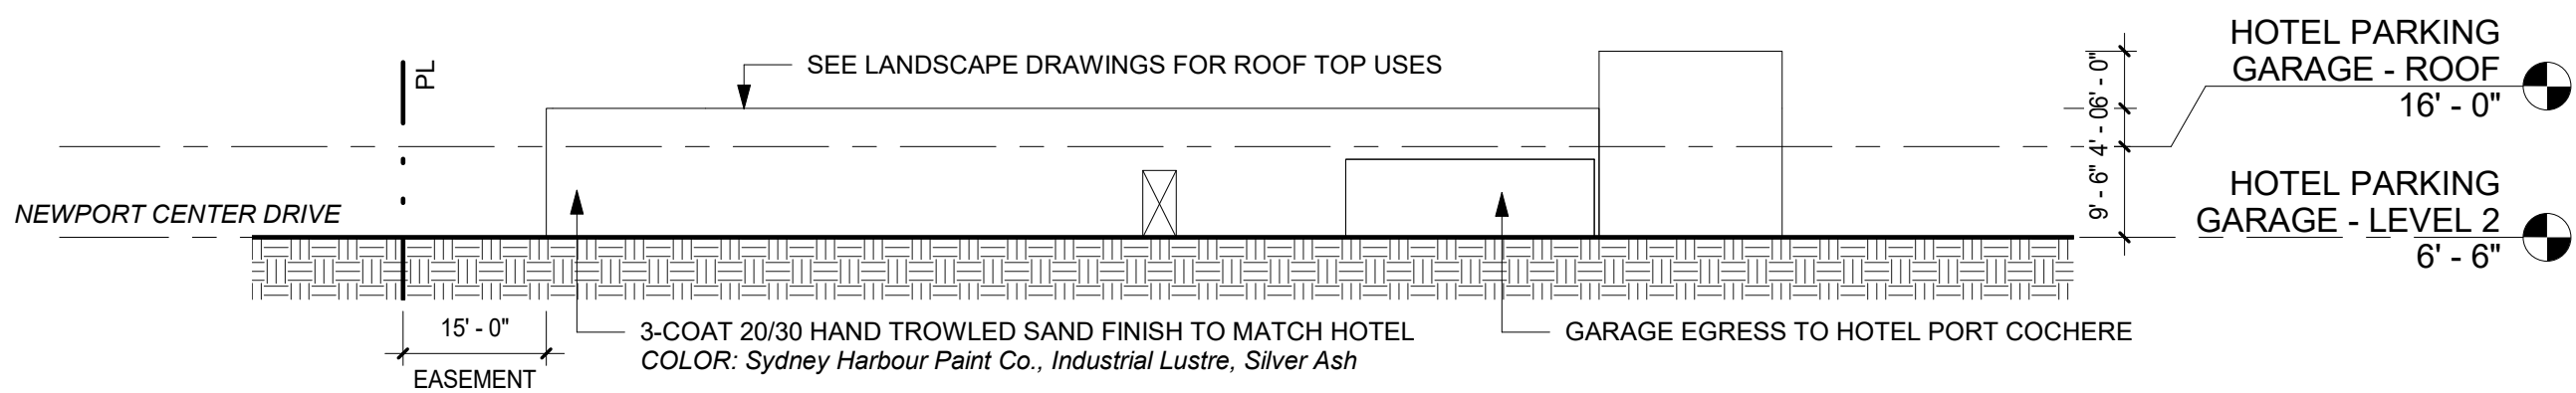 HOTEL PARKING
GARAGE - ROOF
16' - 0"
SEE LANDSCAPE DRAWINGS FOR ROOF TOP USES
PL
6' - 0"
4' - 0"
9' - 6"
HOTEL PARKING
GARAGE - LEVEL 2
6' - 6"
NEWPORT CENTER DRIVE
15' - 0"
EASEMENT
3-COAT 20/30 HAND TROWLED SAND FINISH TO MATCH HOTEL
COLOR: Sydney Harbour Paint Co., Industrial Lustre, Silver Ash
GARAGE EGRESS TO HOTEL PORT COCHERE